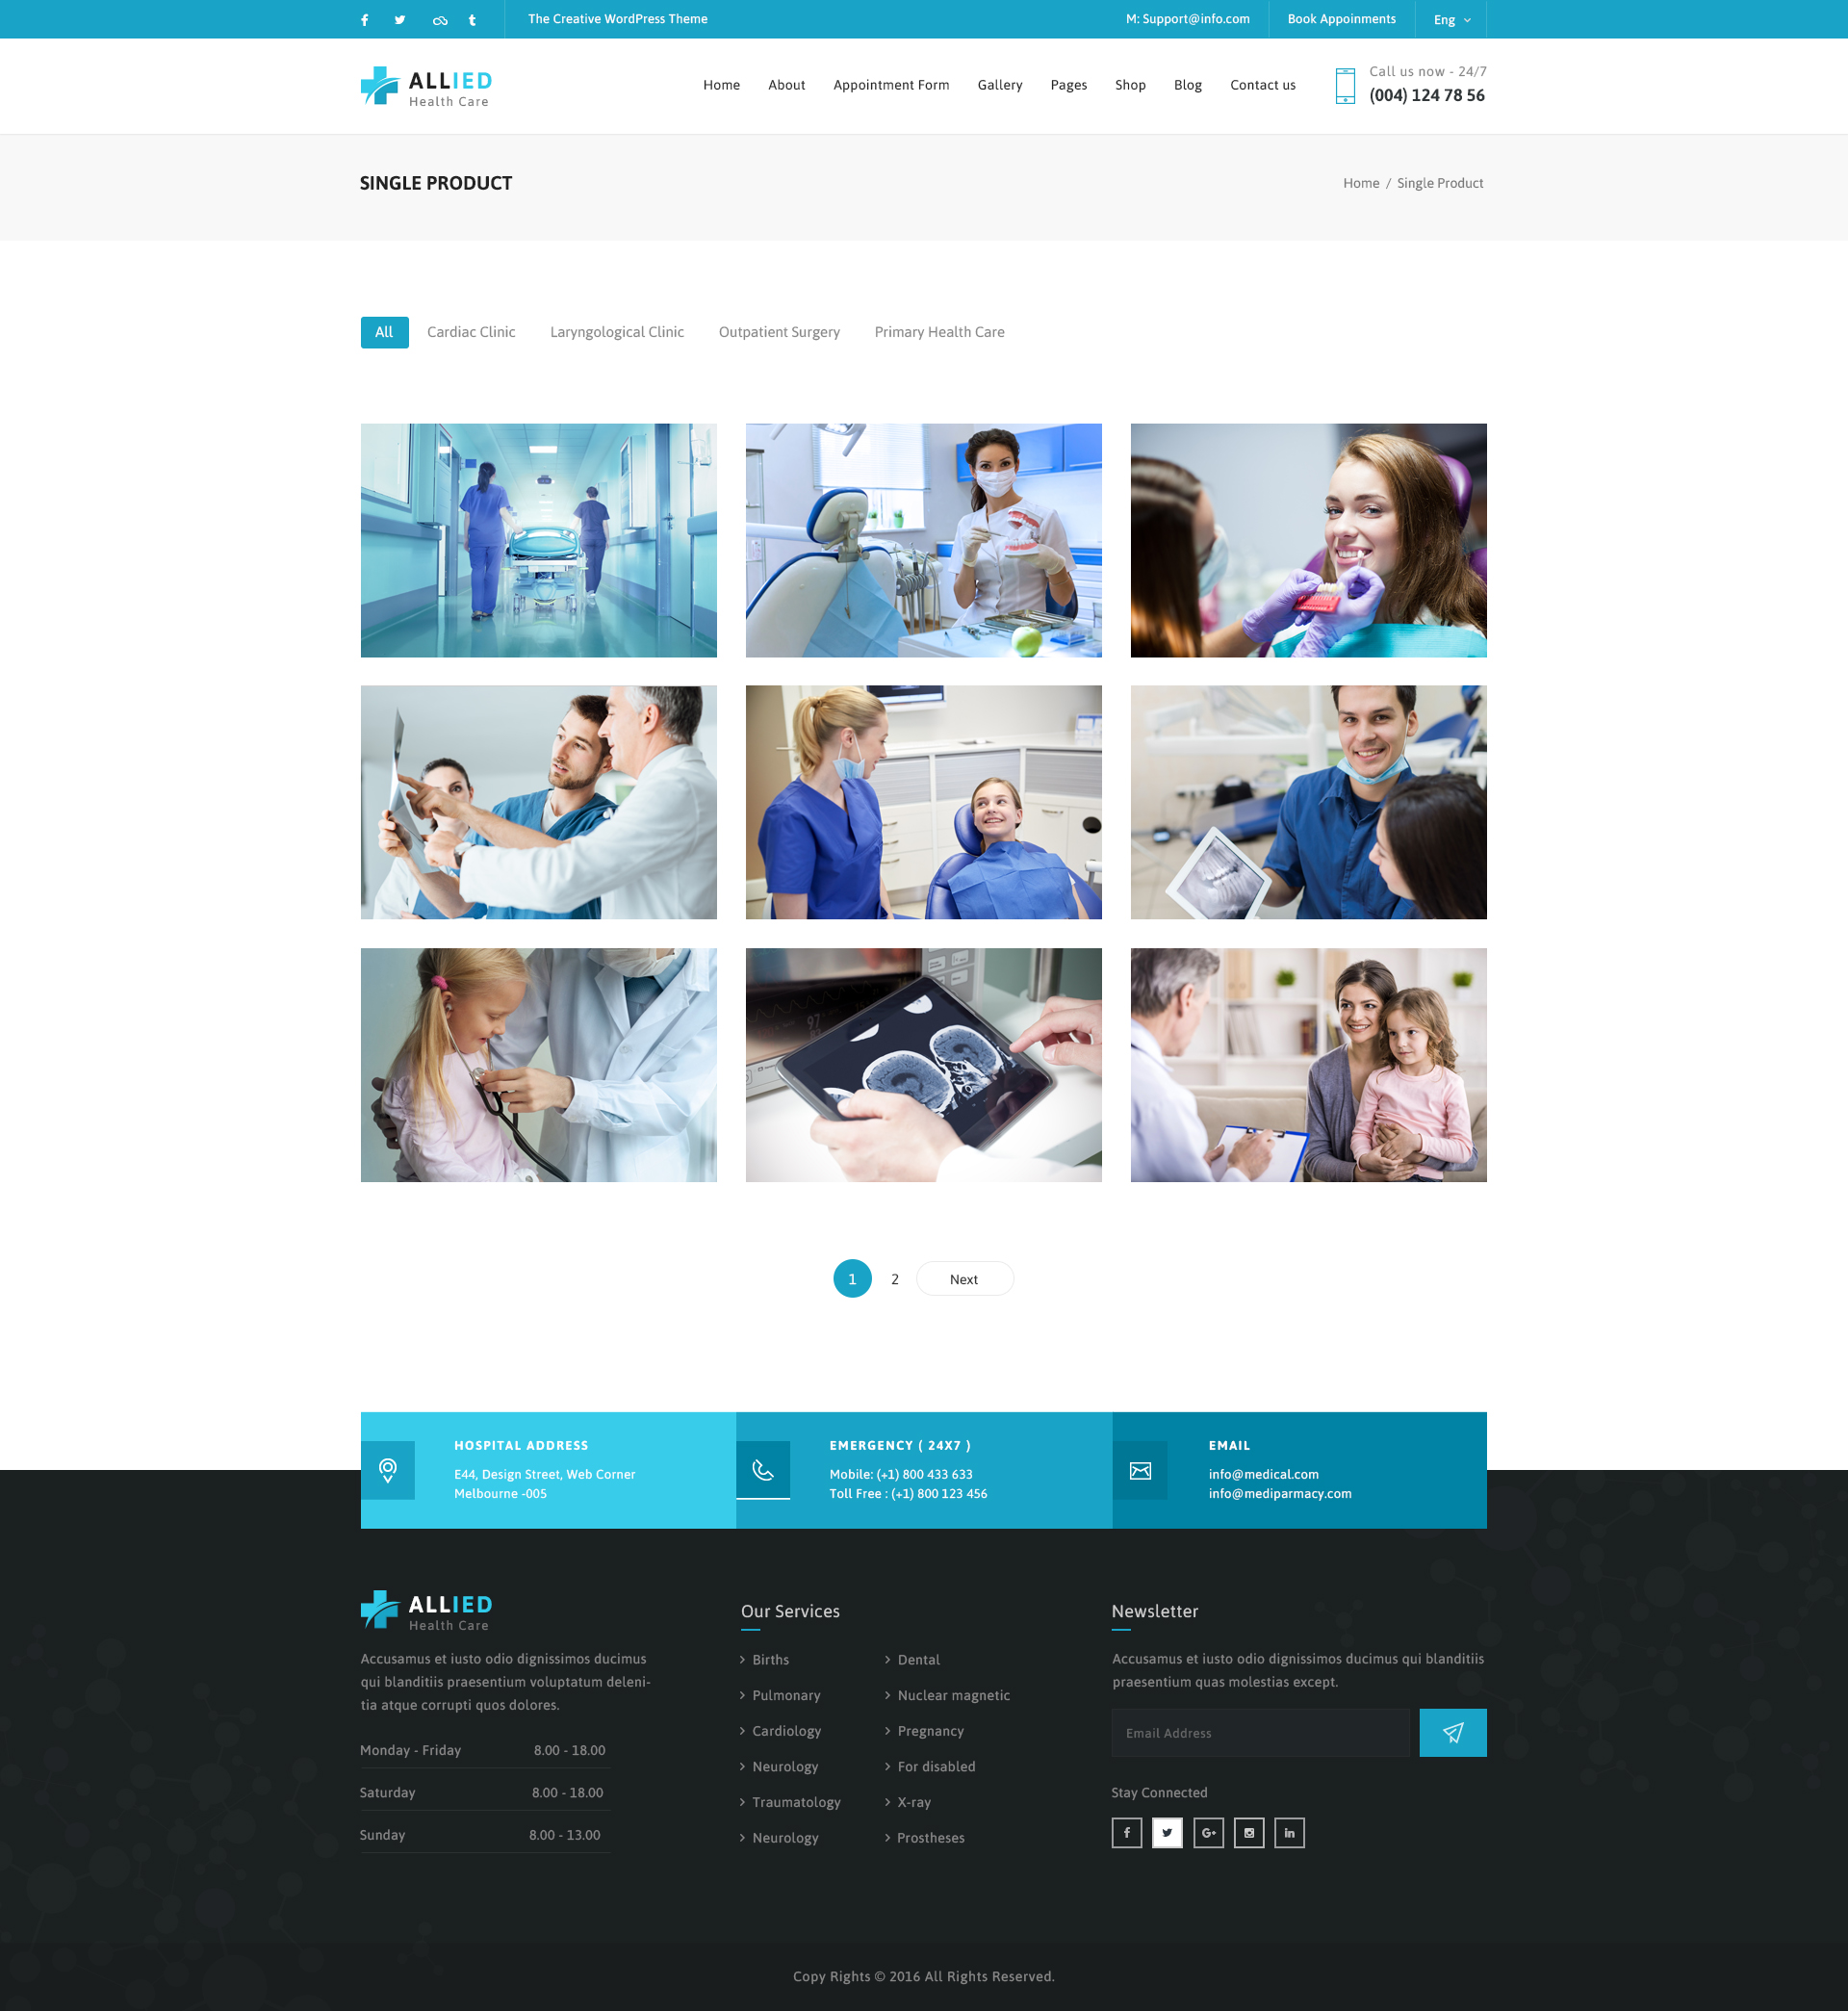 The Creative WordPress Theme
M: Support@info.com
Book Appoinments
Eng
ALLIED
Health Care
Home
About
Appointment Form
Gallery
Pages
Shop
Blog
Contact us
Call us now - 24/7
(004) 124 78 56
SINGLE PRODUCT
Home / Single Product
All
Cardiac Clinic
Laryngological Clinic
Outpatient Surgery
Primary Health Care
97
1
2
Next
HOSPITAL ADDRESS
E44, Design Street, Web Corner
Melbourne -005
EMERGENCY ( 24X7 )
Mobile: (+1) 800 433 633
Toll Free : (+1) 800 123 456
EMAIL
info@medical.com
info@mediparmacy.com
ALLIED
Health Care
Accusamus et iusto odio dignissimos ducimus
qui blanditiis praesentium voluptatum deleni-
tia atque corrupti quos dolores.
Monday - Friday 8.00 - 18.00
Saturday 8.00 - 18.00
Sunday 8.00 - 13.00
Our Services
Births
Pulmonary
Cardiology
Neurology
Traumatology
Neurology
Dental
Nuclear magnetic
Pregnancy
For disabled
X-ray
Prostheses
Newsletter
Accusamus et iusto odio dignissimos ducimus qui blanditiis
praesentium quas molestias except.
Email Address
Stay Connected
Copy Rights © 2016 All Rights Reserved.